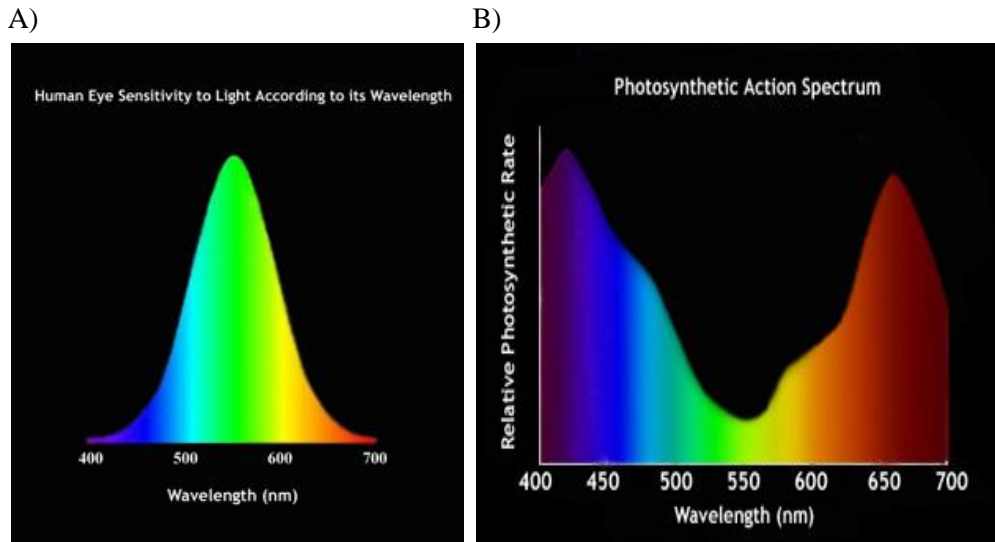 A)
B)
Human Eye Sensitivity to Light According to its Wavelength
400 500 600 700
Wavelength (nm)
Photosynthetic Action Spectrum
Relative Photosynthetic Rate
400 450 500 550 600 650 700
Wavelength (nm)